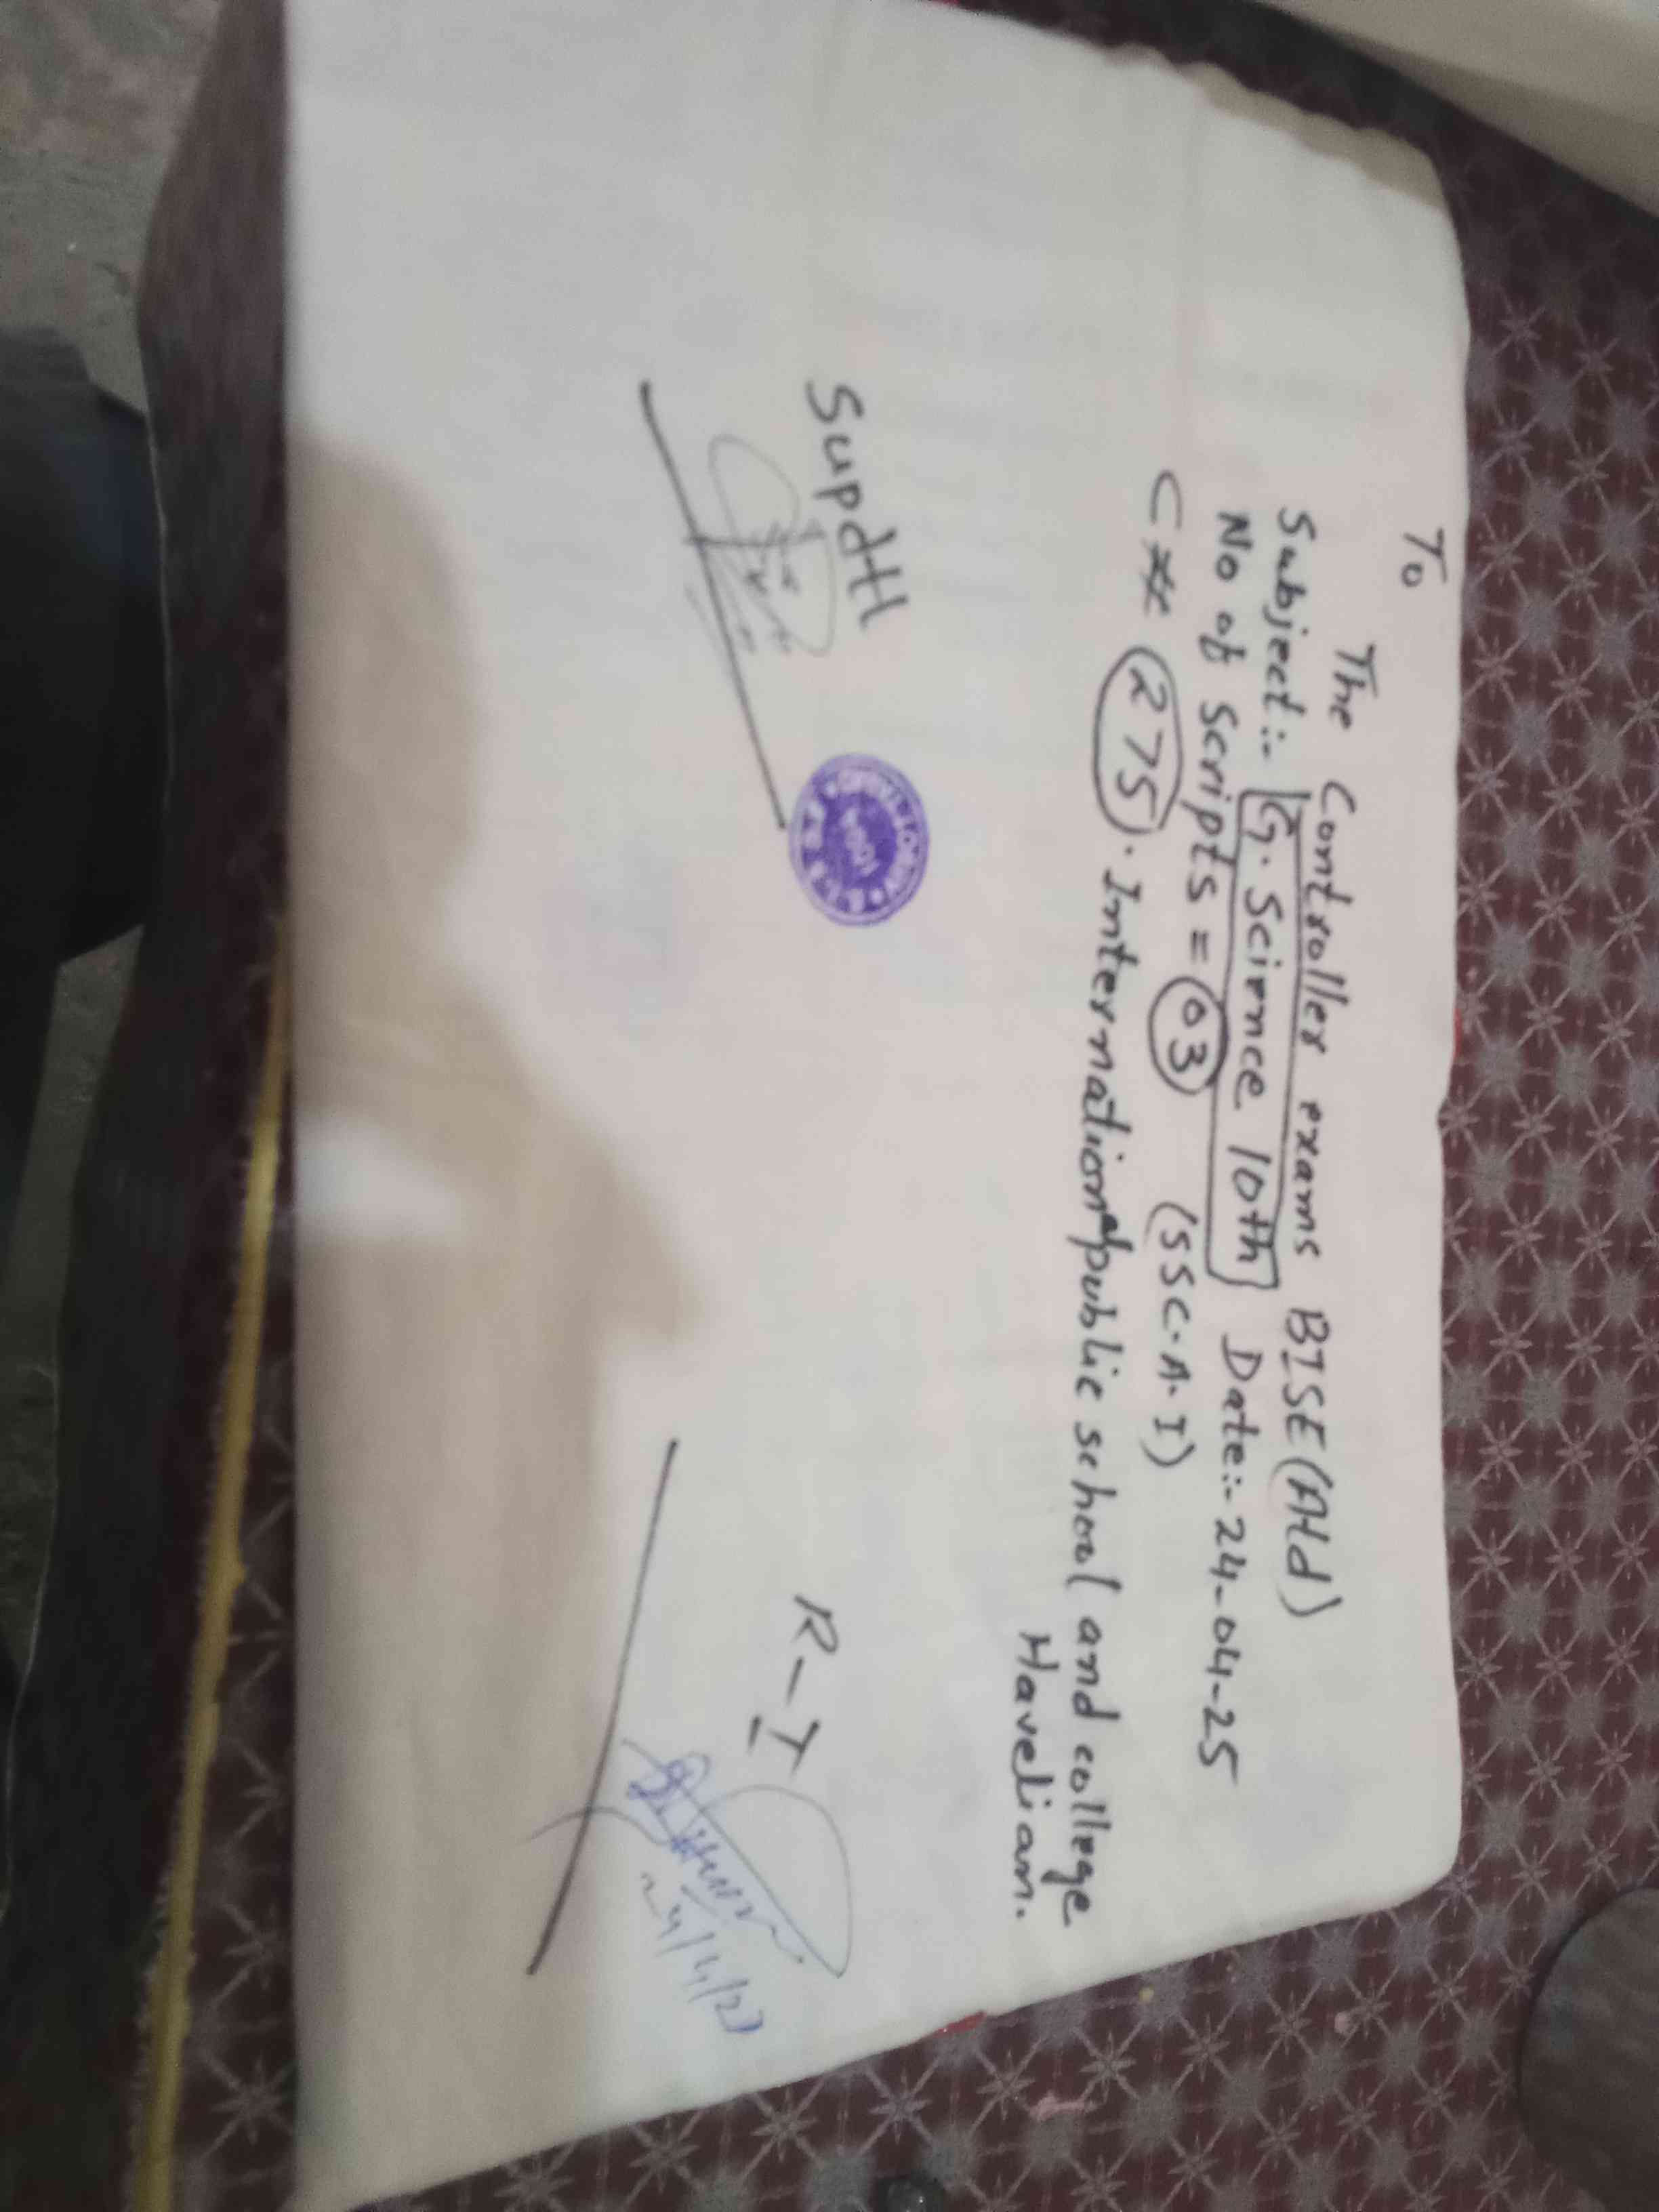 To
The Controller exams BISE (Atd)
Subject:- G. Science 10th Date:- 24-04-25
No of Scripts = 03 (SSC-A-I)
C # 275. International public school and college
Havelian.
Supdtt
R-I